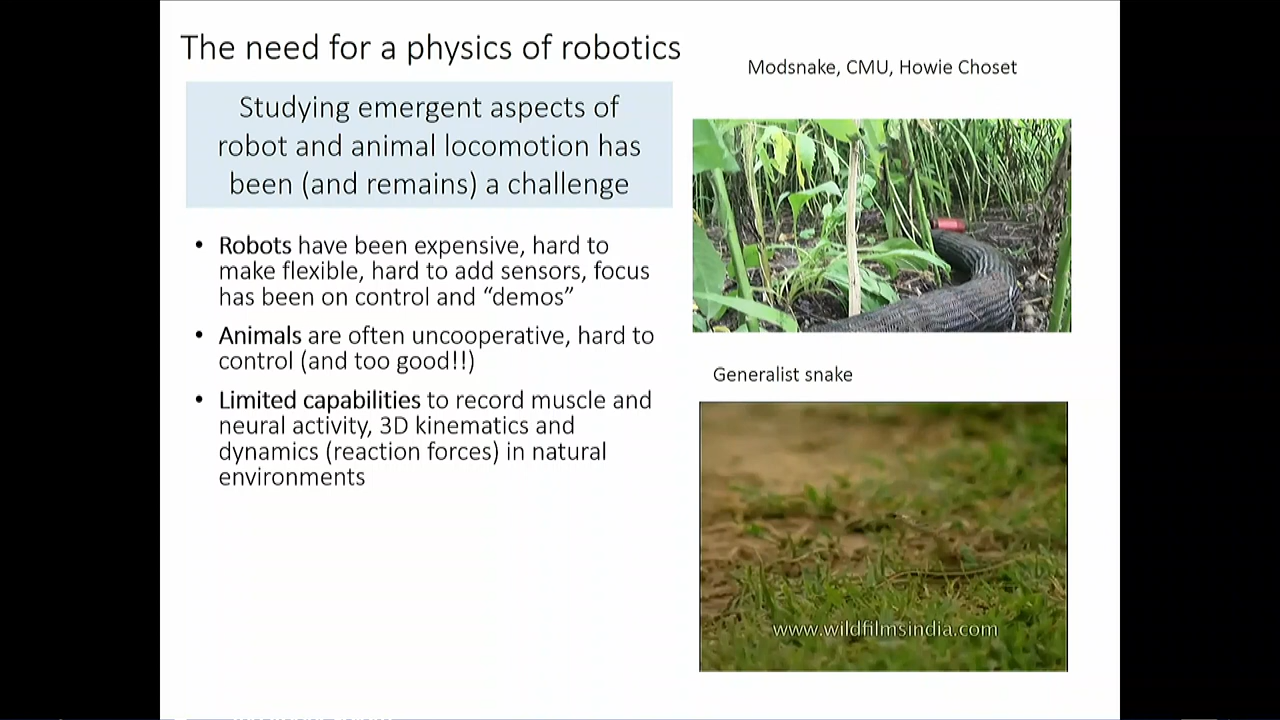 The need for a physics of robotics
Modsnake, CMU, Howie Choset
Studying emergent aspects of
robot and animal locomotion has
been (and remains) a challenge
• Robots have been expensive, hard to
make flexible, hard to add sensors, focus
has been on control and “demos”
• Animals are often uncooperative, hard to
control (and too good!!)
• Limited capabilities to record muscle and
neural activity, 3D kinematics and
dynamics (reaction forces) in natural
environments
Generalist snake
www.wildfilmsindia.com